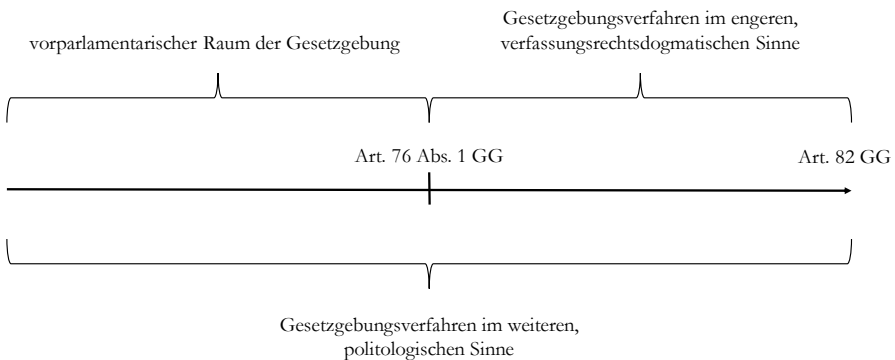 Gesetzgebungsverfahren im engeren,
verfassungsrechtsdogmatischen Sinne
vorparlamentarischer Raum der Gesetzgebung
Art. 76 Abs. 1 GG
Art. 82 GG
Gesetzgebungsverfahren im weiteren,
politologischen Sinne